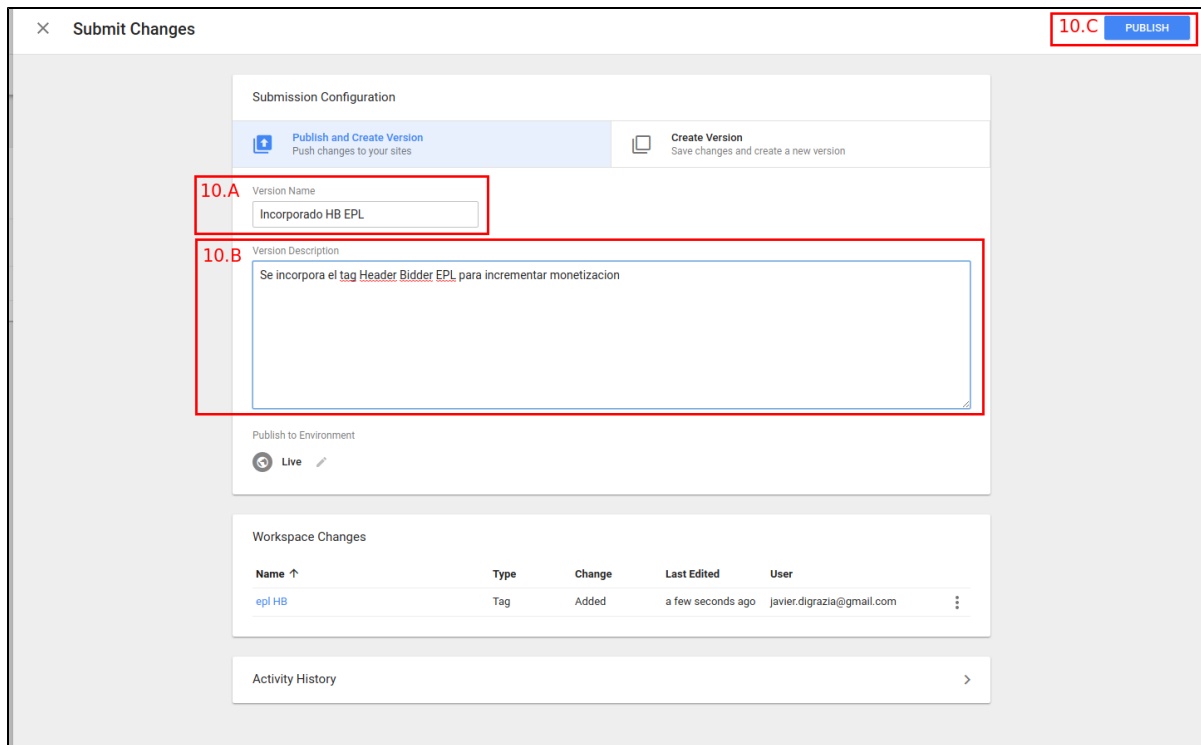 Submit Changes
10.C PUBLISH
Submission Configuration
Publish and Create Version
Push changes to your sites
Create Version
Save changes and create a new version
10.A Version Name
Incorporado HB EPL
10.B Version Description
Se incorpora el tag Header Bidder EPL para incrementar monetizacion
Publish to Environment
Live
Workspace Changes
Name Type Change Last Edited User
epl HB Tag Added a few seconds ago javier.digrazia@gmail.com
Activity History